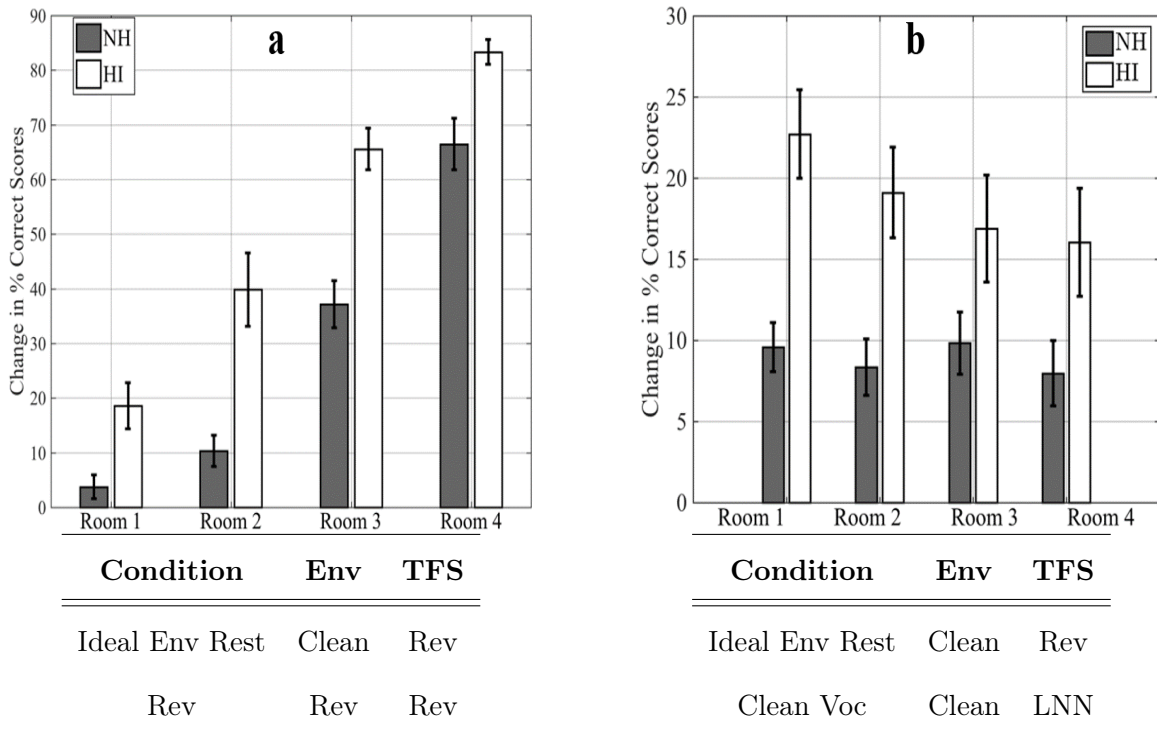 a
NH
HI
Change in % Correct Scores
90
80
70
60
50
40
30
20
10
0
Room 1 Room 2 Room 3 Room 4
Condition Env TFS
Ideal Env Rest Clean Rev
Rev Rev Rev
b
NH
HI
Change in % Correct Scores
30
25
20
15
10
5
0
Room 1 Room 2 Room 3 Room 4
Condition Env TFS
Ideal Env Rest Clean Rev
Clean Voc Clean LNN